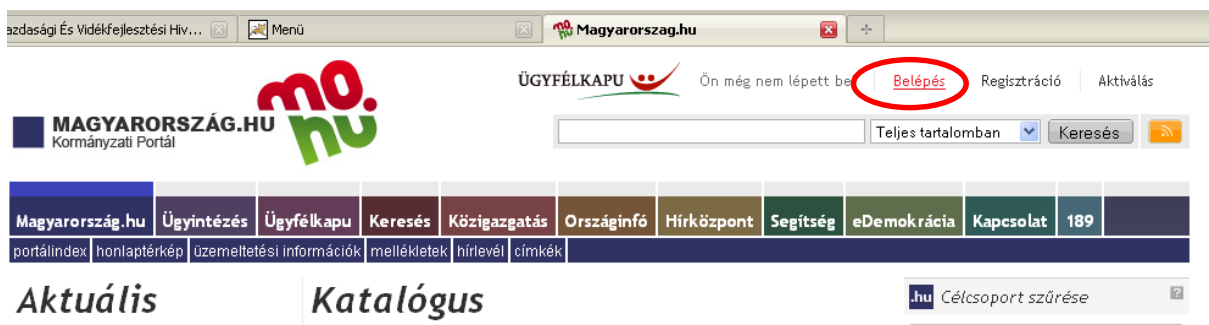 azdasági És Vidékfejlesztési Hiv... Menü Magyarorszag.hu
ÜGYFÉLKAPU Ön még nem lépett be Belépés Regisztráció Aktiválás
mo.hu
MAGYARORSZÁG.HU
Kormányzati Portál
Teljes tartalomban Keresés
Magyarország.hu Ügyintézés Ügyfélkapu Keresés Közigazgatás Országinfó Hírközpont Segítség eDemokrácia Kapcsolat 189
portálindex honlaptérkép üzemeltetési információk mellékletek hírlevél címkék
Aktuális Katalógus .hu Célcsoport szűrése ?